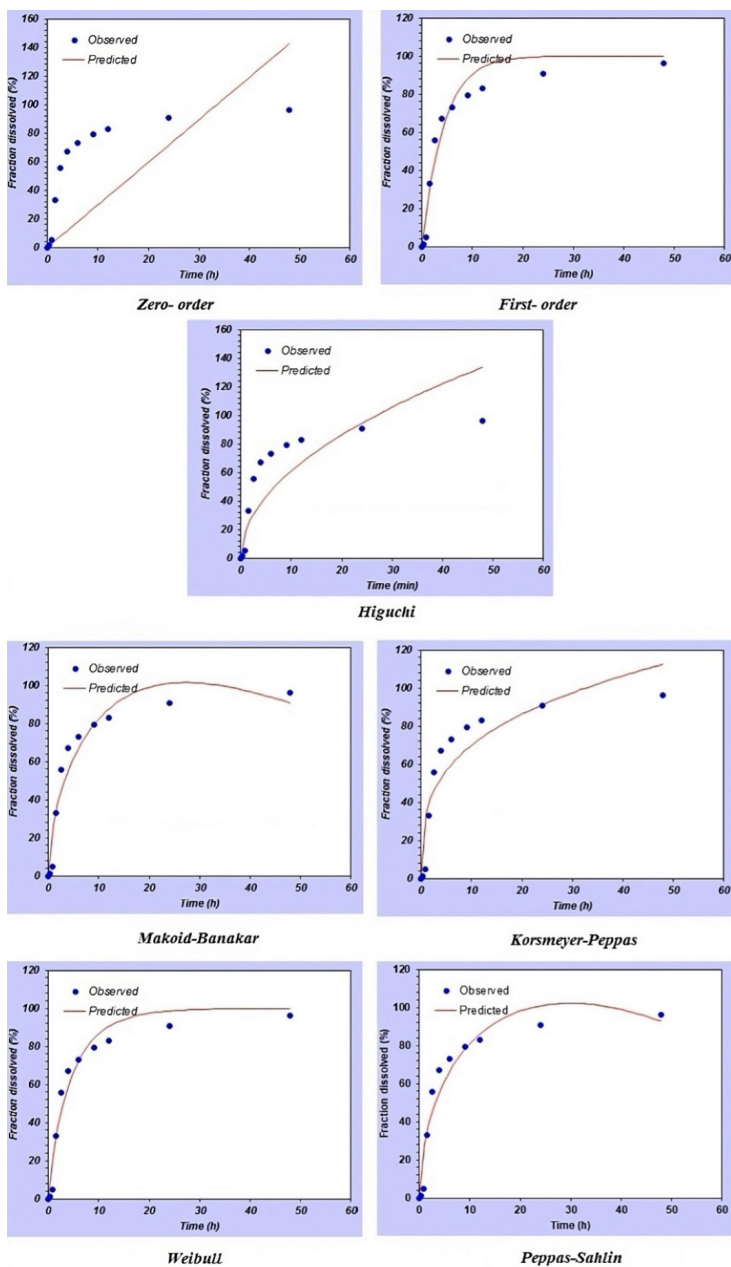 160
140
120
100
80
60
40
20
0
Fraction dissolved (%)
Observed
Predicted
0 10 20 30 40 50 60
Time (h)
Zero- order
120
100
80
60
40
20
0
Fraction dissolved (%)
Observed
Predicted
0 10 20 30 40 50 60
Time (h)
First- order
160
140
120
100
80
60
40
20
0
Fraction dissolved (%)
Observed
Predicted
0 10 20 30 40 50 60
Time (min)
Higuchi
120
100
80
60
40
20
0
Fraction dissolved (%)
Observed
Predicted
0 10 20 30 40 50 60
Time (h)
Makoid-Banakar
120
100
80
60
40
20
0
Fraction dissolved (%)
Observed
Predicted
0 10 20 30 40 50 60
Time (h)
Korsmeyer-Peppas
120
100
80
60
40
20
0
Fraction dissolved (%)
Observed
Predicted
0 10 20 30 40 50 60
Time (h)
Weibull
120
100
80
60
40
20
0
Fraction dissolved (%)
Observed
Predicted
0 10 20 30 40 50 60
Time (h)
Peppas-Sahlin